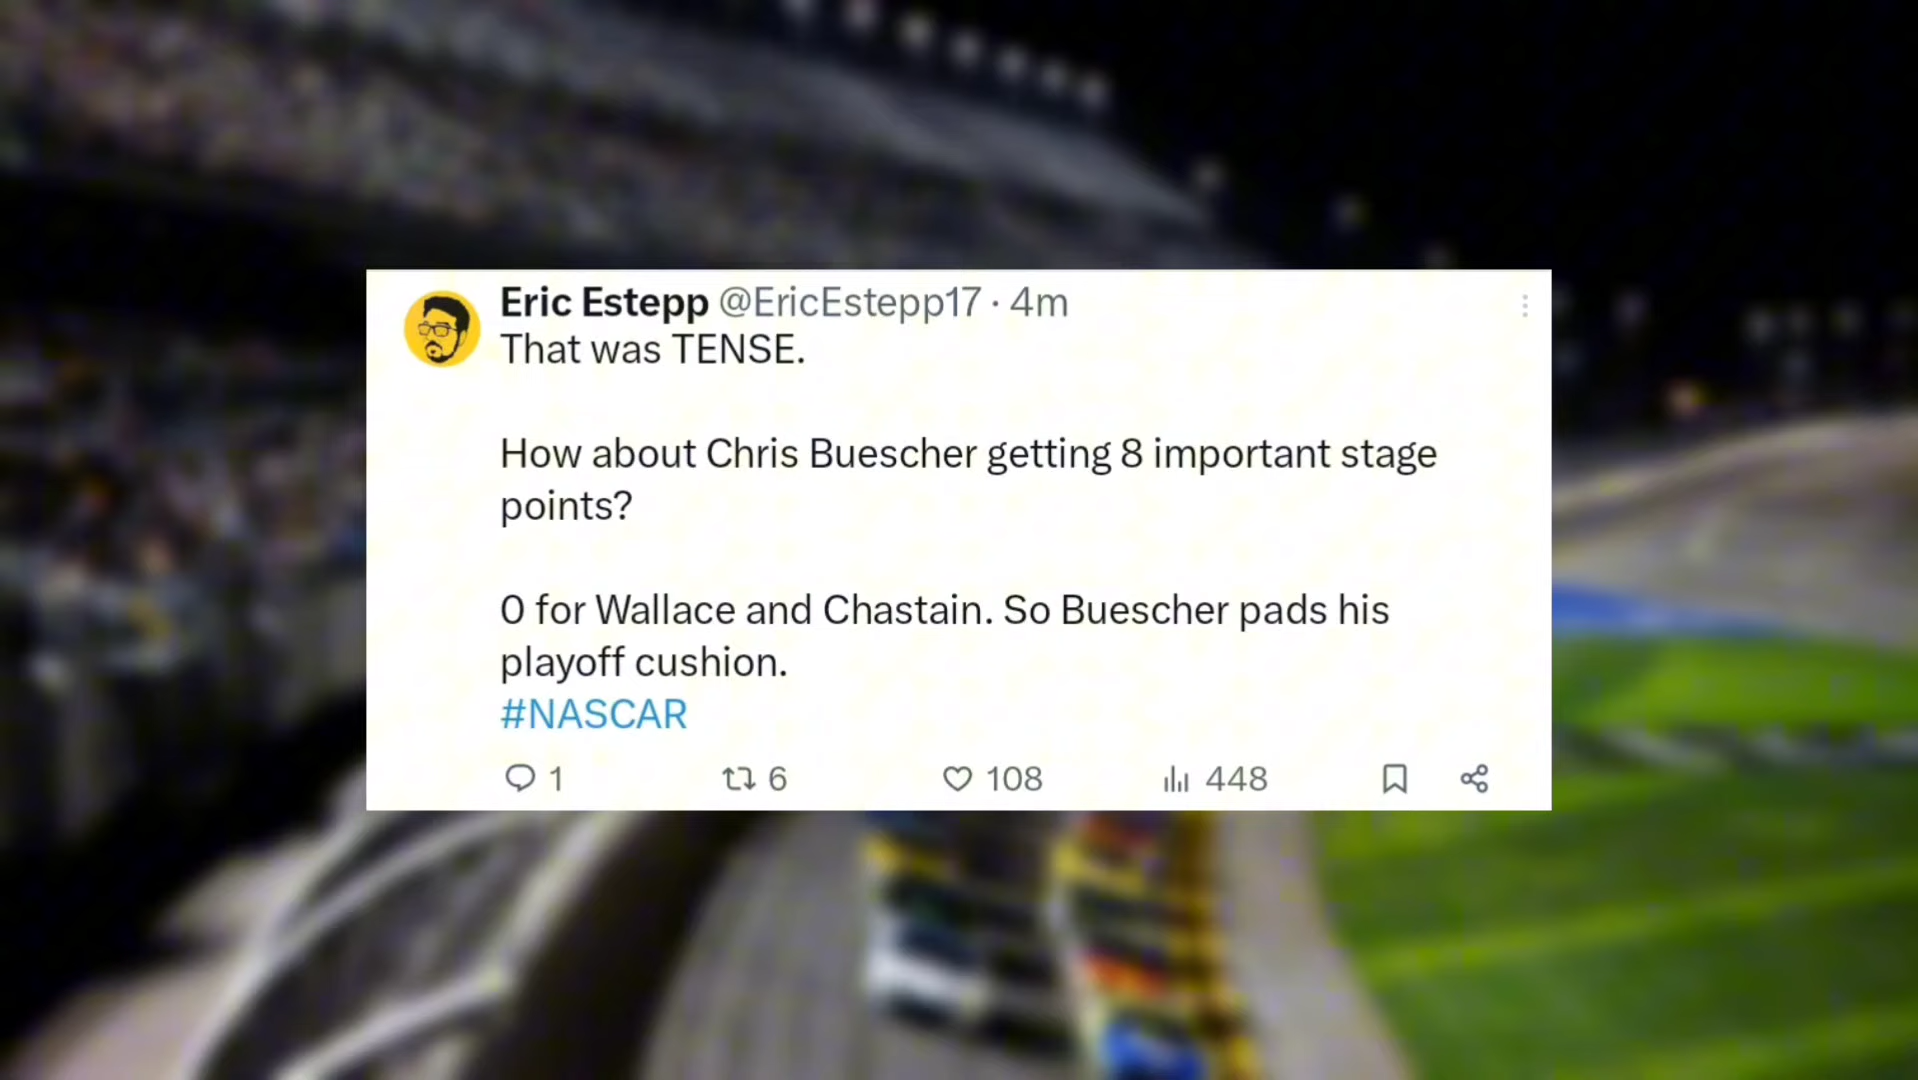 Eric Estepp @EricEstepp17 · 4m
That was TENSE.
How about Chris Buescher getting 8 important stage
points?
0 for Wallace and Chastain. So Buescher pads his
playoff cushion.
#NASCAR
1 6 108 448